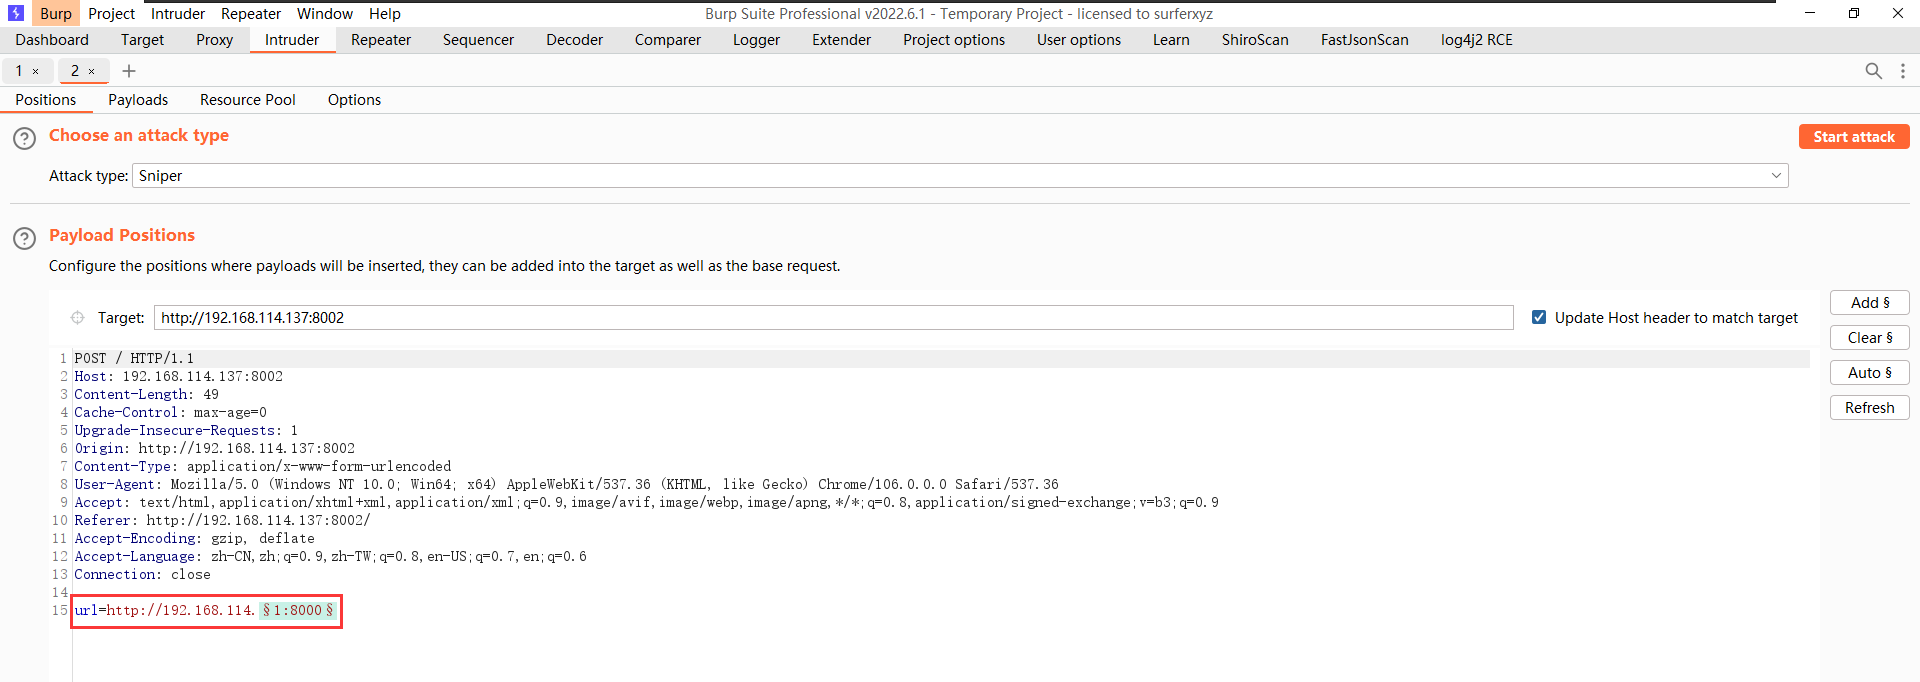 Burp Project Intruder Repeater Window Help
Burp Suite Professional v2022.6.1 - Temporary Project - licensed to surferxyz
Dashboard Target Proxy Intruder Repeater Sequencer Decoder Comparer Logger Extender Project options User options Learn ShiroScan FastJsonScan log4j2 RCE
1 × 2 × +
Positions Payloads Resource Pool Options
? Choose an attack type
Start attack
Attack type: Sniper
? Payload Positions
Configure the positions where payloads will be inserted, they can be added into the target as well as the base request.
Target: http://192.168.114.137:8002
Update Host header to match target
Add §
Clear §
Auto §
Refresh
1 POST / HTTP/1.1
2 Host: 192.168.114.137:8002
3 Content-Length: 49
4 Cache-Control: max-age=0
5 Upgrade-Insecure-Requests: 1
6 Origin: http://192.168.114.137:8002
7 Content-Type: application/x-www-form-urlencoded
8 User-Agent: Mozilla/5.0 (Windows NT 10.0; Win64; x64) AppleWebKit/537.36 (KHTML, like Gecko) Chrome/106.0.0.0 Safari/537.36
9 Accept: text/html,application/xhtml+xml,application/xml;q=0.9,image/avif,image/webp,image/apng,*/*;q=0.8,application/signed-exchange;v=b3;q=0.9
10 Referer: http://192.168.114.137:8002/
11 Accept-Encoding: gzip, deflate
12 Accept-Language: zh-CN,zh;q=0.9,zh-TW;q=0.8,en-US;q=0.7,en;q=0.6
13 Connection: close
14
15 url=http://192.168.114.§1:8000§